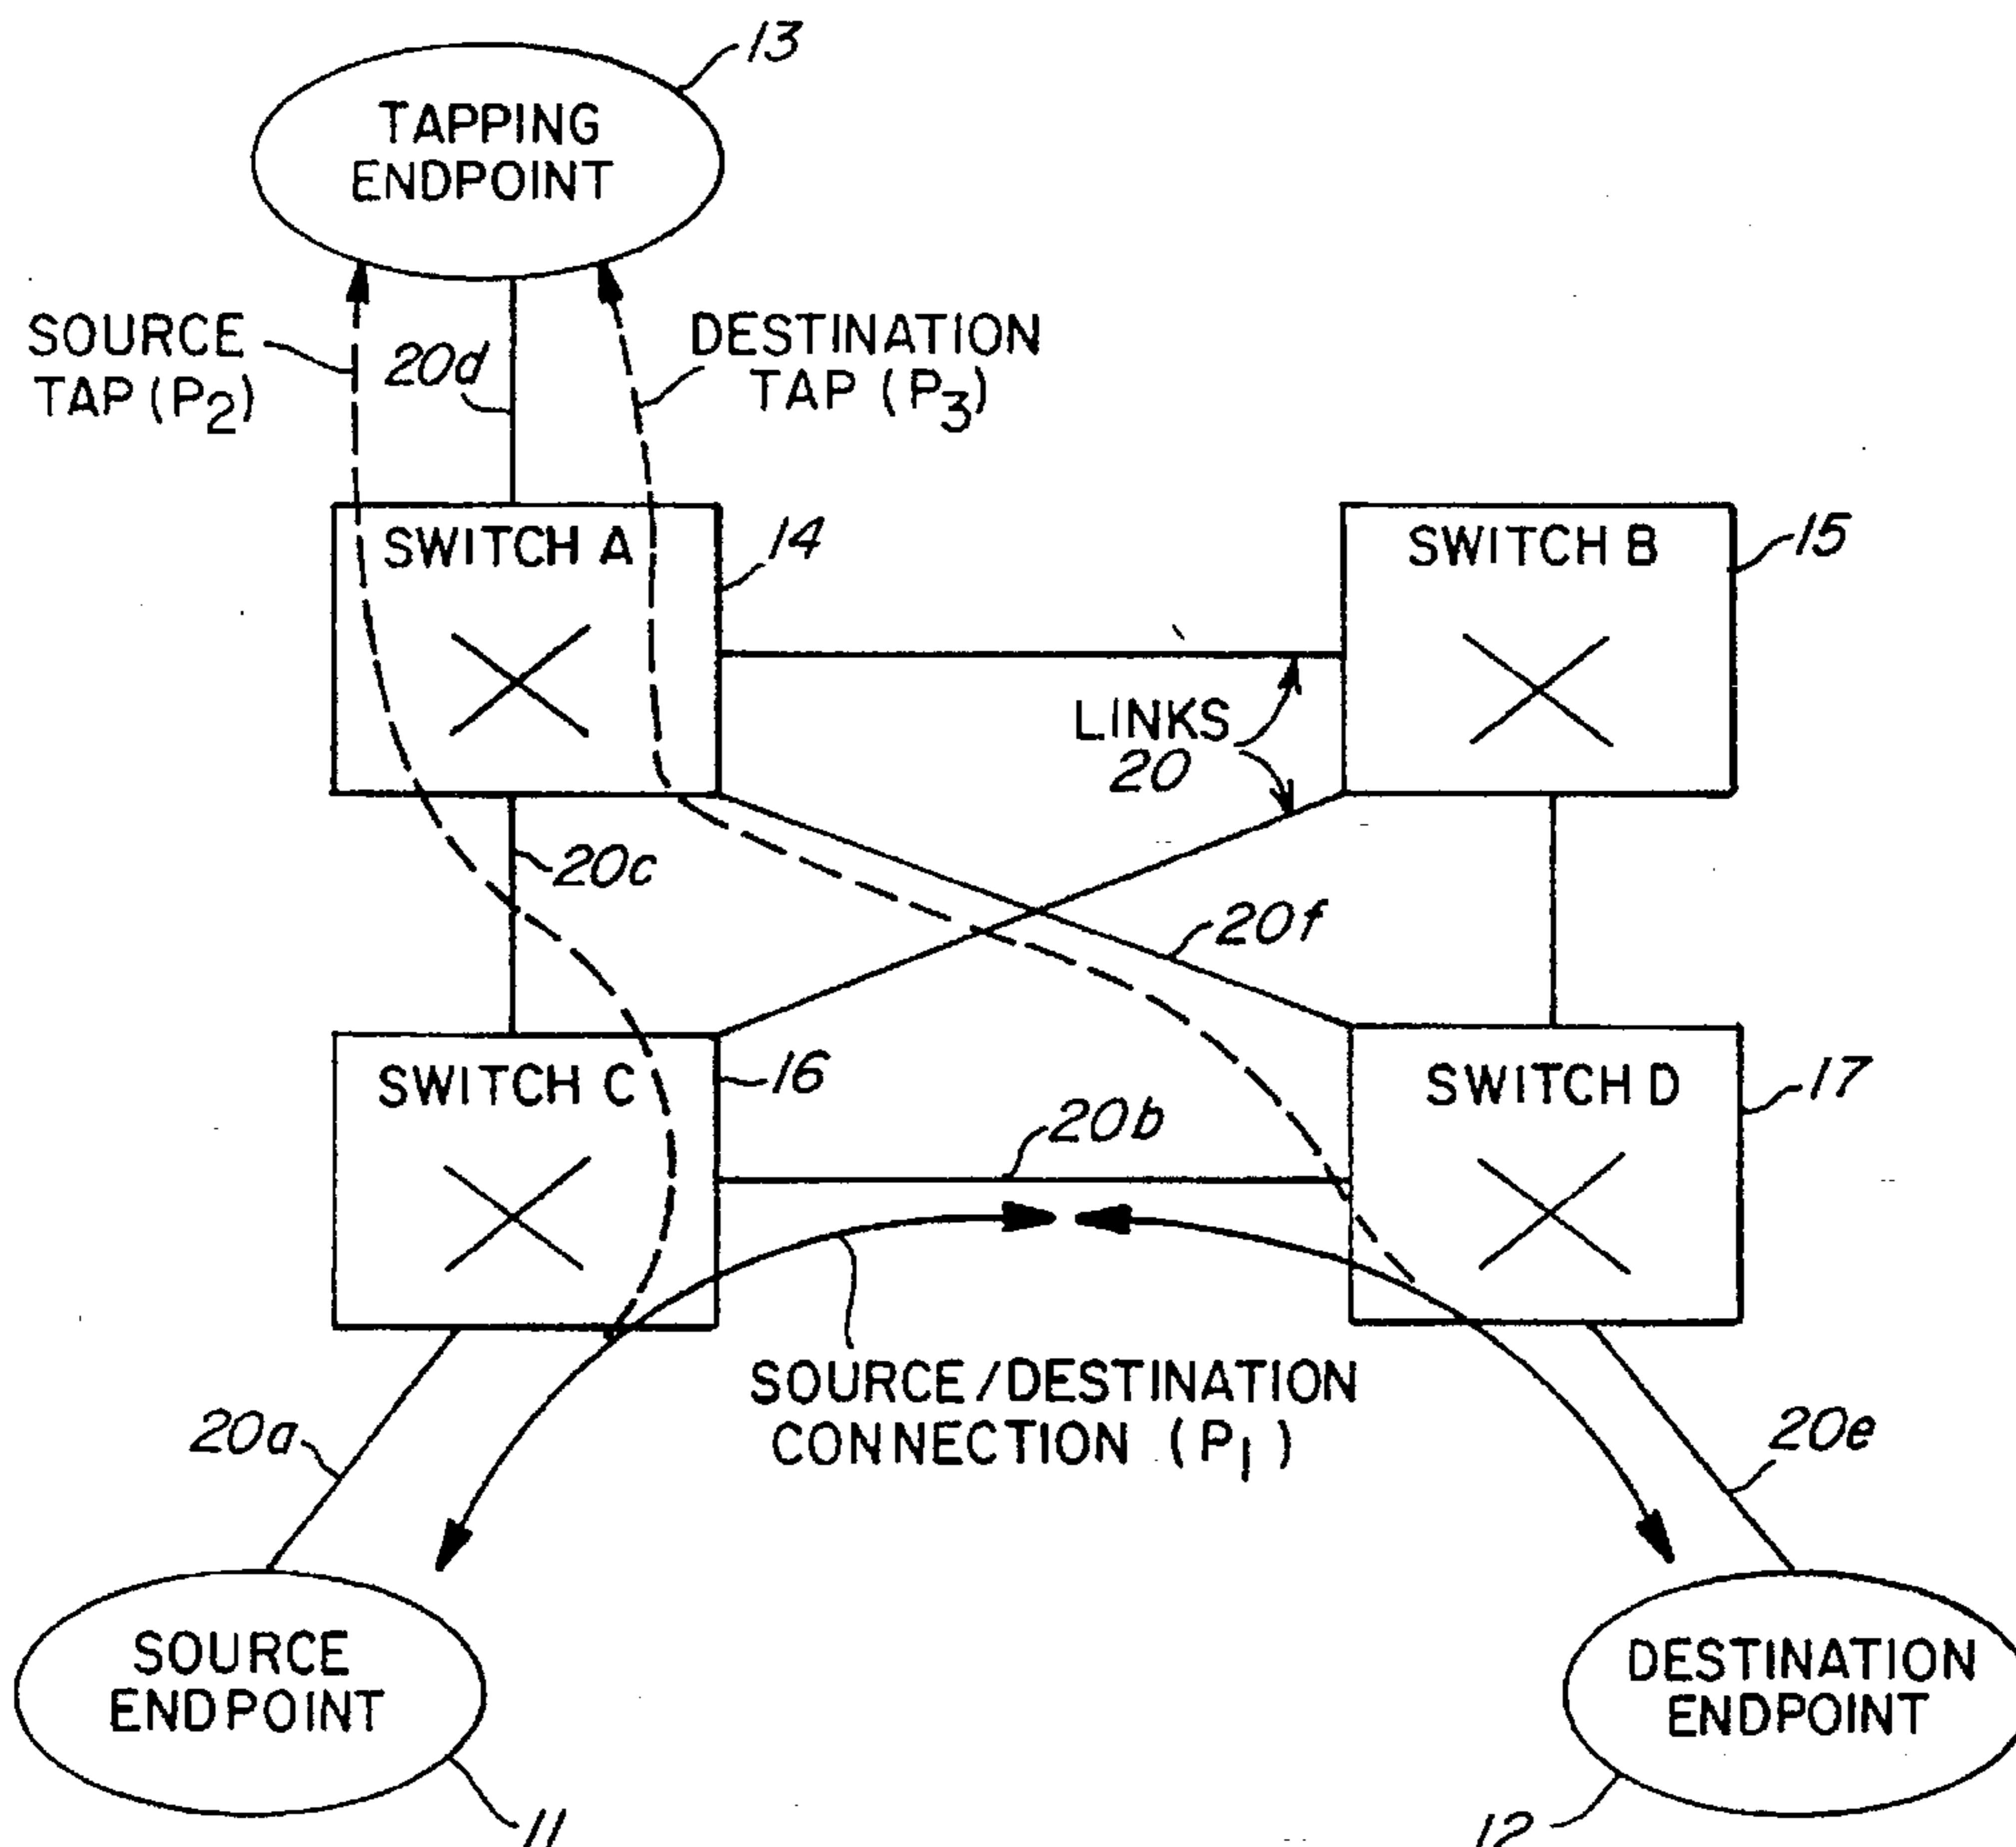 13
TAPPING
ENDPOINT
SOURCE
TAP (P2)
20d
DESTINATION
TAP (P3)
SWITCH A
14
SWITCH B
15
LINKS
20
20c
20f
SWITCH C
16
SWITCH D
17
20b
SOURCE/DESTINATION
CONNECTION (P1)
20a
20e
SOURCE
ENDPOINT
DESTINATION
ENDPOINT
11
12